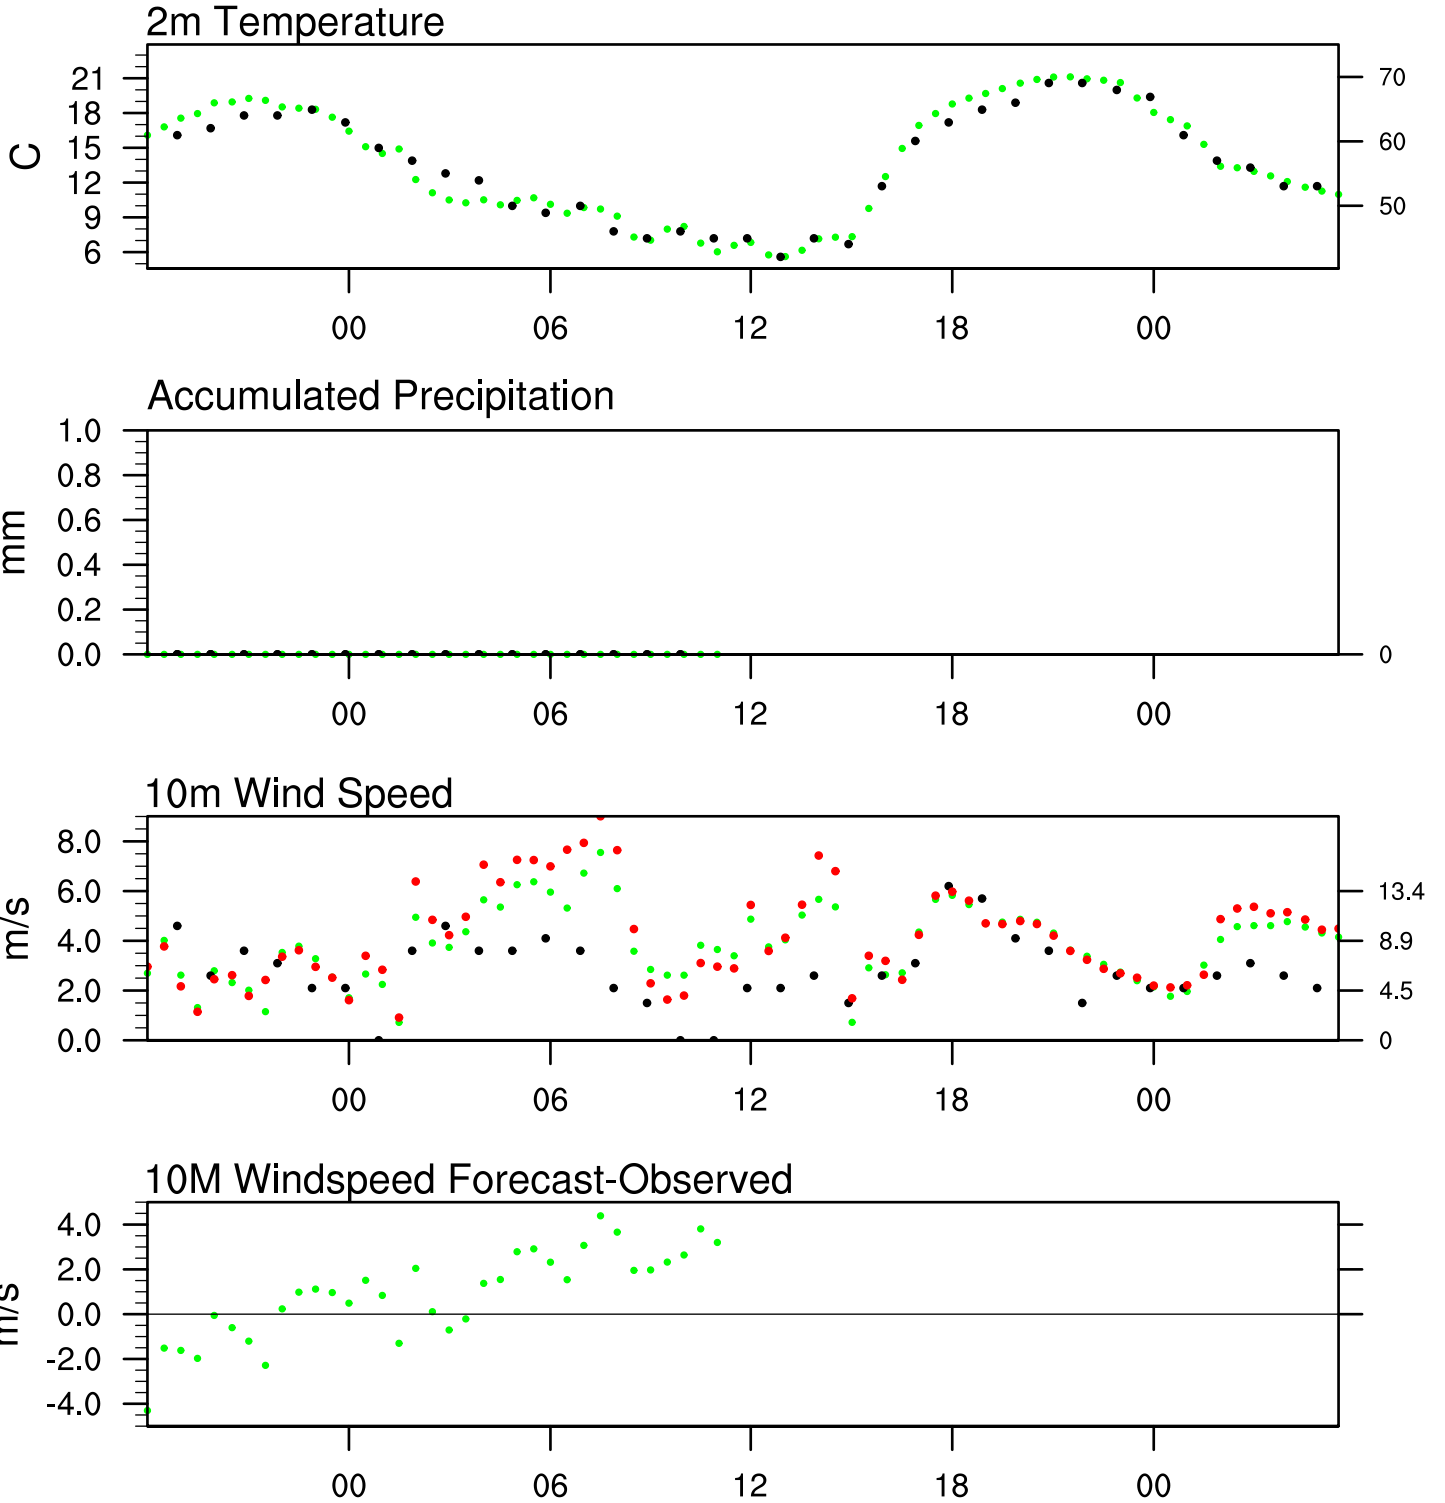 2m Temperature
21
18
15
12
9
6
C
70
60
50
00 06 12 18 00
Accumulated Precipitation
1.0
0.8
0.6
0.4
0.2
0.0
mm
0
00 06 12 18 00
10m Wind Speed
8.0
6.0
4.0
2.0
0.0
m/s
13.4
8.9
4.5
0
00 06 12 18 00
10M Windspeed Forecast-Observed
4.0
2.0
0.0
-2.0
-4.0
m/s
00 06 12 18 00